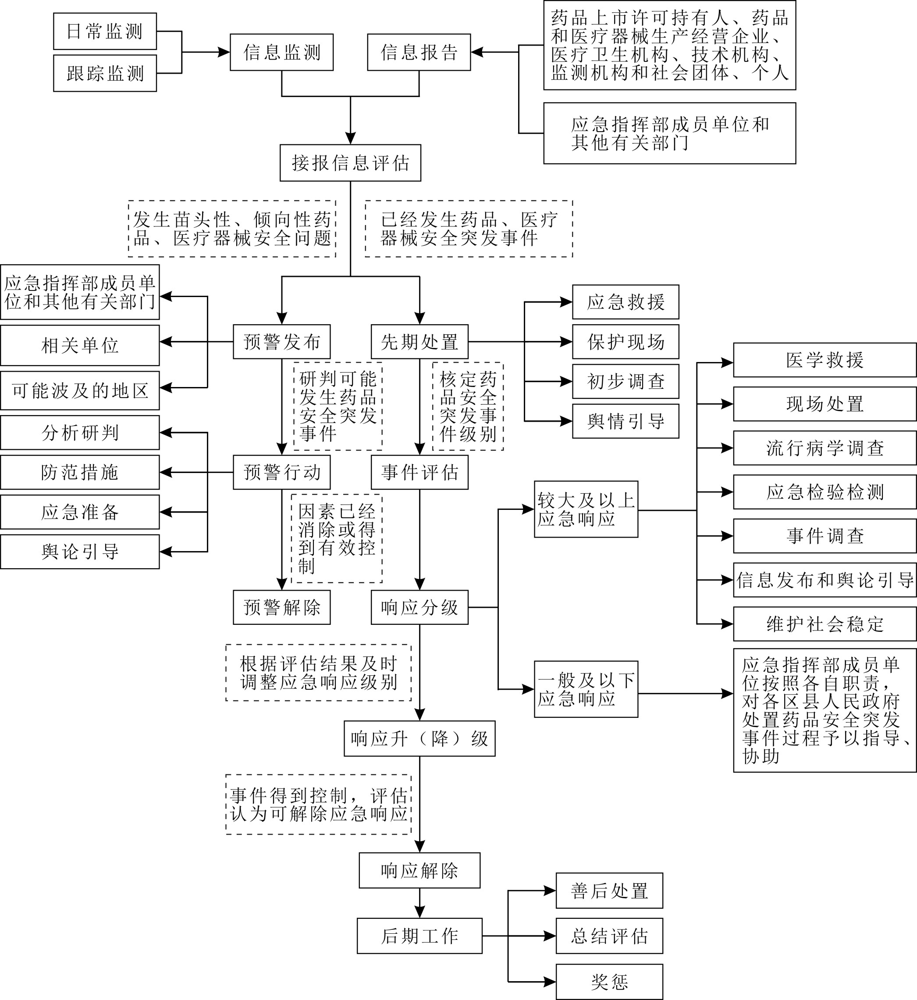 日常监测
跟踪监测
信息监测
信息报告
药品上市许可持有人、药品
和医疗器械生产经营企业、
医疗卫生机构、技术机构、
监测机构和社会团体、个人
应急指挥部成员单位和
其他有关部门
接报信息评估
发生苗头性、倾向性药
品、医疗器械安全问题
已经发生药品、医疗
器械安全突发事件
应急指挥部成员单
位和其他有关部门
相关单位
可能波及的地区
预警发布
先期处置
应急救援
保护现场
初步调查
舆情引导
研判可能
发生药品
安全突发
事件
核定药
品安全
突发事
件级别
分析研判
防范措施
应急准备
舆论引导
预警行动
事件评估
因素已经
消除或得
到有效控
制
预警解除
响应分级
较大及以上
应急响应
医学救援
现场处置
流行病学调查
应急检验检测
事件调查
信息发布和舆论引导
维护社会稳定
一般及以下
应急响应
应急指挥部成员单
位按照各自职责，
对各区县人民政府
处置药品安全突发
事件过程予以指导、
协助
根据评估结果及时
调整应急响应级别
响应升（降）级
事件得到控制，评估
认为可解除应急响应
响应解除
后期工作
善后处置
总结评估
奖惩